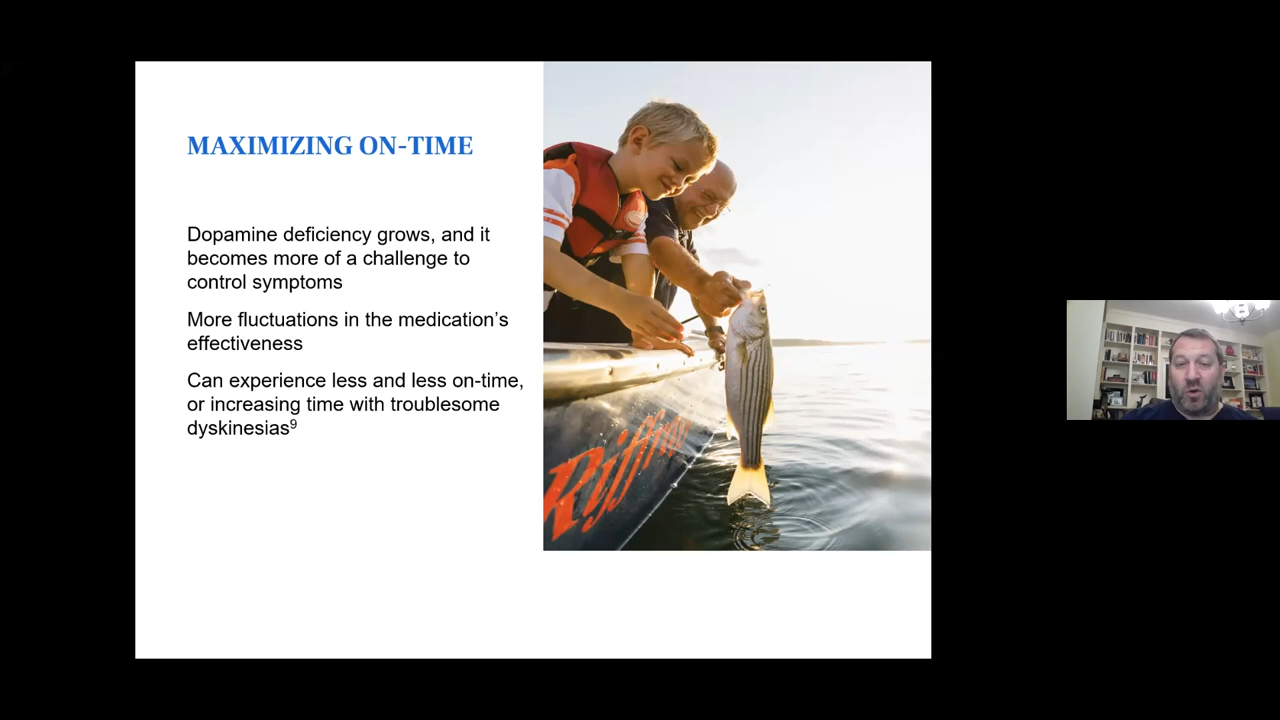 MAXIMIZING ON-TIME
Dopamine deficiency grows, and it
becomes more of a challenge to
control symptoms
More fluctuations in the medication's
effectiveness
Can experience less and less on-time,
or increasing time with troublesome
dyskinesias⁹